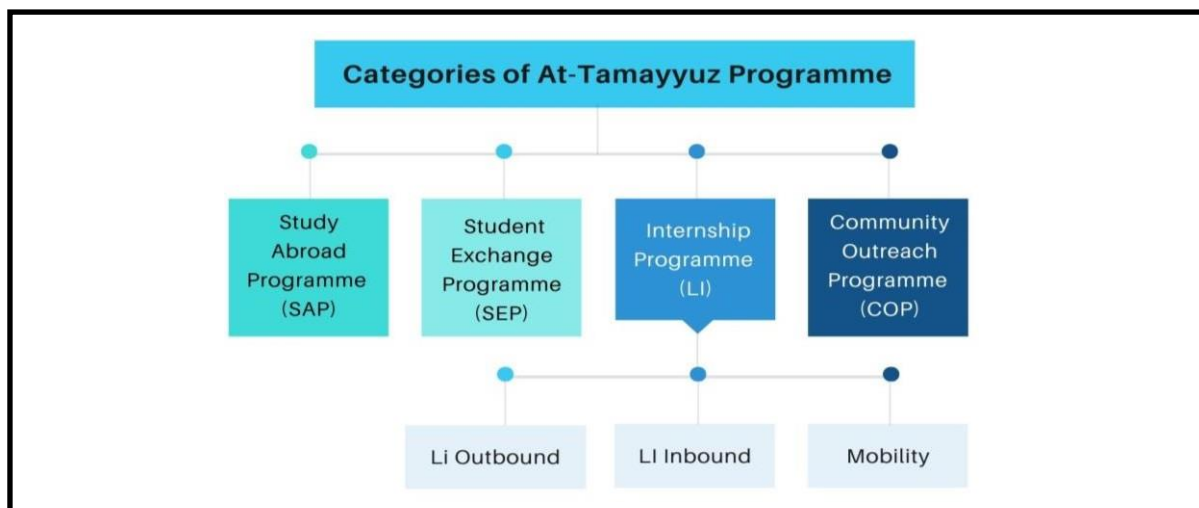 Categories of At-Tamayyuz Programme
Study
Abroad
Programme
(SAP)
Student
Exchange
Programme
(SEP)
Internship
Programme
(LI)
Community
Outreach
Programme
(COP)
Li Outbound
LI Inbound
Mobility